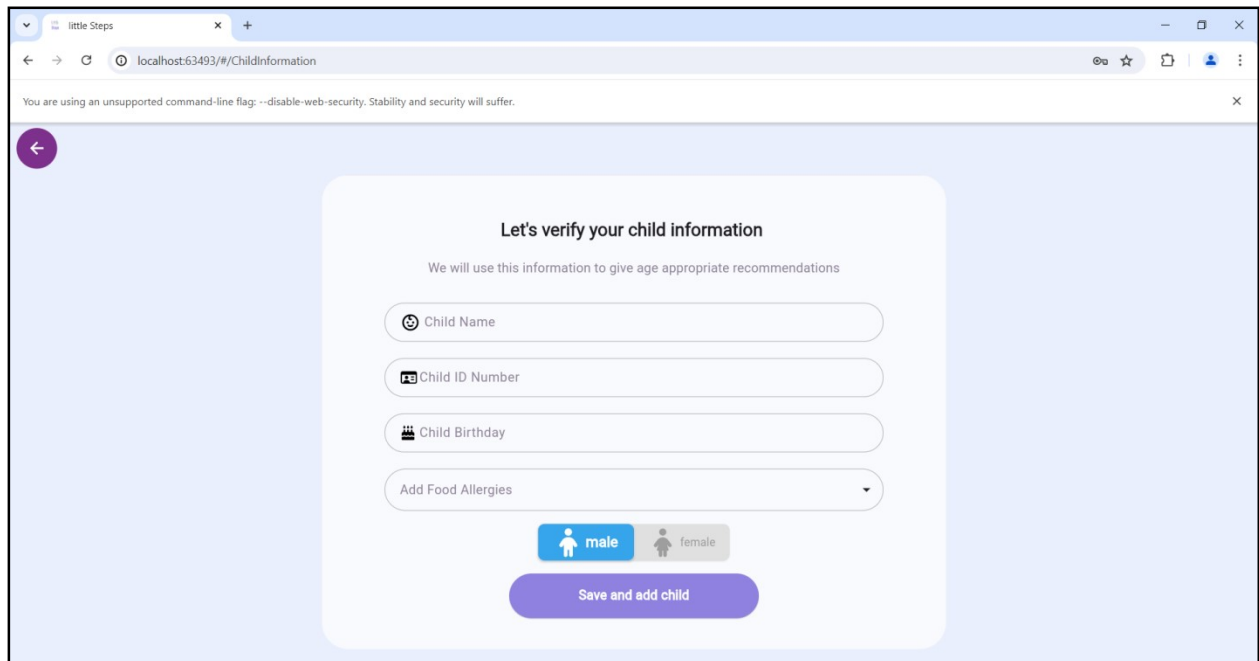 little Steps
localhost:63493/#/ChildInformation
You are using an unsupported command-line flag: --disable-web-security. Stability and security will suffer.
Let's verify your child information
We will use this information to give age appropriate recommendations
Child Name
Child ID Number
Child Birthday
Add Food Allergies
male female
Save and add child